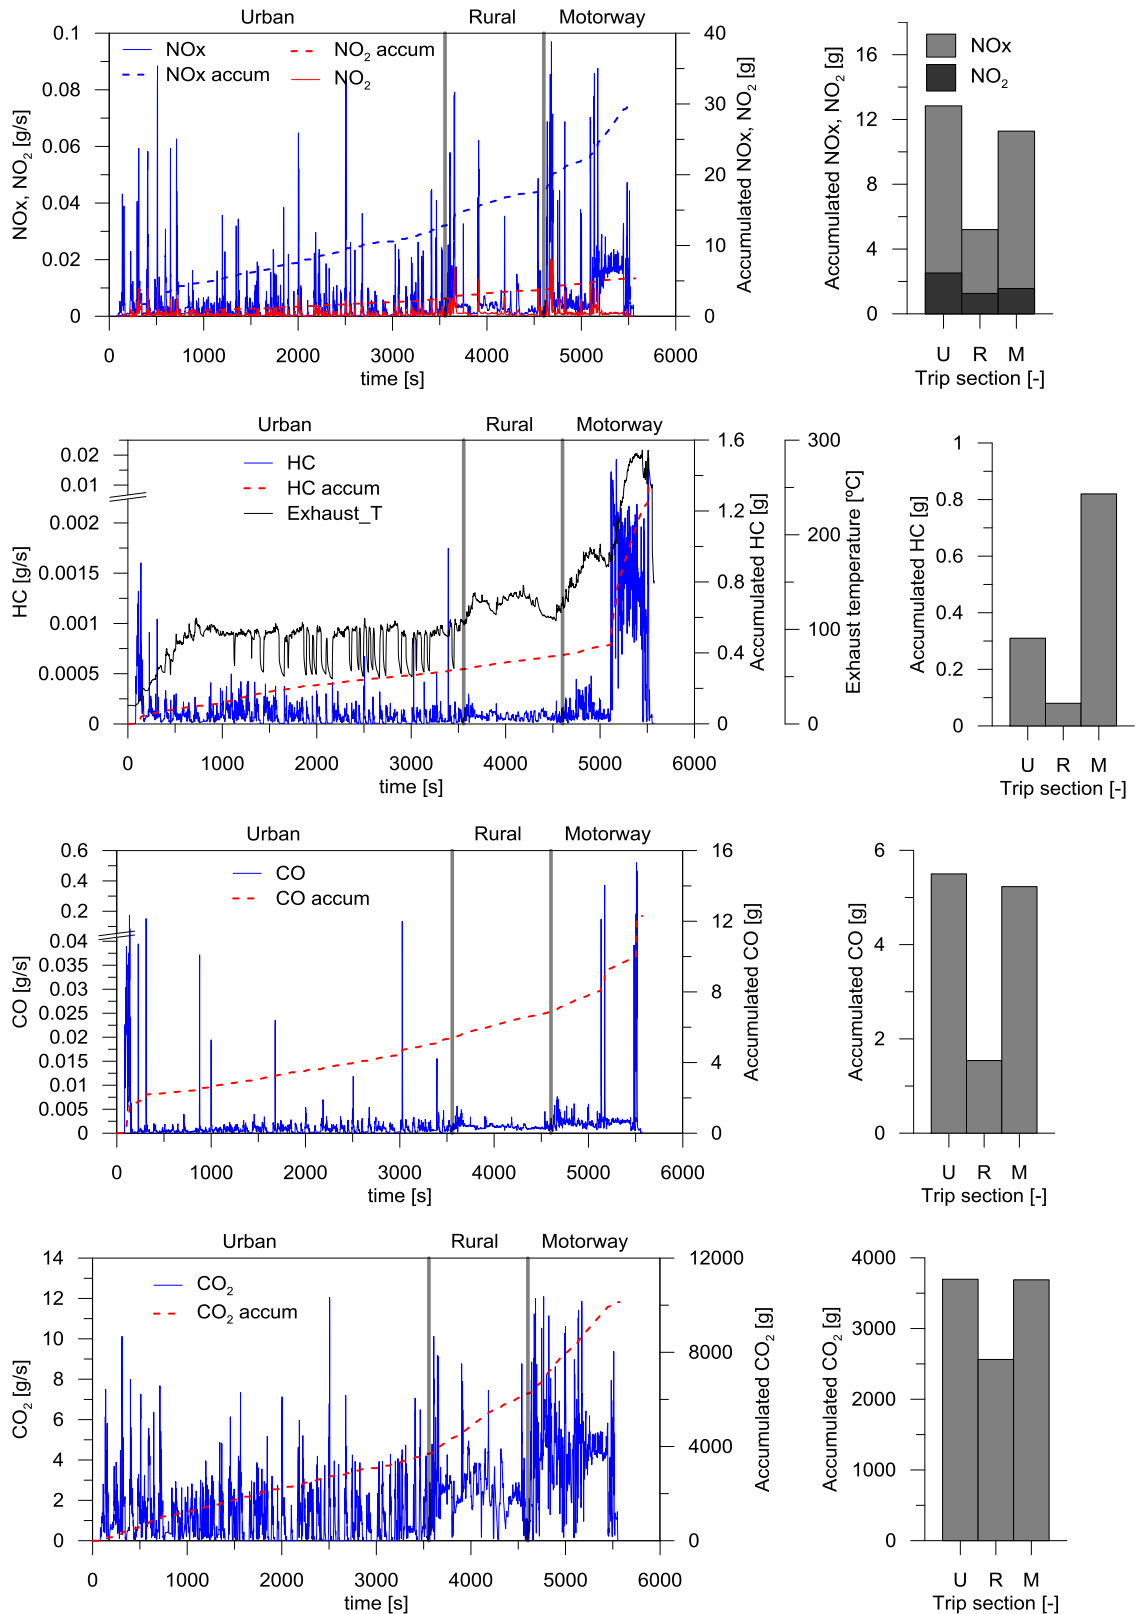 Urban Rural Motorway
0.1 40
NOx NO2 accum NOx
NOx accum NO2 NO2
0.08 30
0.06
0.04 20
0.02 10
0 0
NOx, NO2 [g/s]
Accumulated NOx, NO2 [g]
0 1000 2000 3000 4000 5000 6000
time [s]
Accumulated NOx, NO2 [g]
16
12
8
4
0
U R M
Trip section [-]
Urban Rural Motorway
HC
HC accum
Exhaust_T
HC [g/s]
0.02
0.01
0.002
0.0015
0.001
0.0005
0
Accumulated HC [g]
1.6
1.2
0.8
0.4
0
Exhaust temperature [ºC]
300
200
100
0
0 1000 2000 3000 4000 5000 6000
time [s]
Accumulated HC [g]
1
0.8
0.6
0.4
0.2
0
U R M
Trip section [-]
Urban Rural Motorway
CO
CO accum
CO [g/s]
0.6
0.4
0.2
0.04
0.035
0.03
0.025
0.02
0.015
0.01
0.005
0
Accumulated CO [g]
16
12
8
4
0
0 1000 2000 3000 4000 5000 6000
time [s]
Accumulated CO [g]
6
4
2
0
U R M
Trip section [-]
Urban Rural Motorway
CO2
CO2 accum
CO2 [g/s]
14
12
10
8
6
4
2
0
Accumulated CO2 [g]
12000
8000
4000
0
0 1000 2000 3000 4000 5000 6000
time [s]
Accumulated CO2 [g]
4000
3000
2000
1000
0
U R M
Trip section [-]